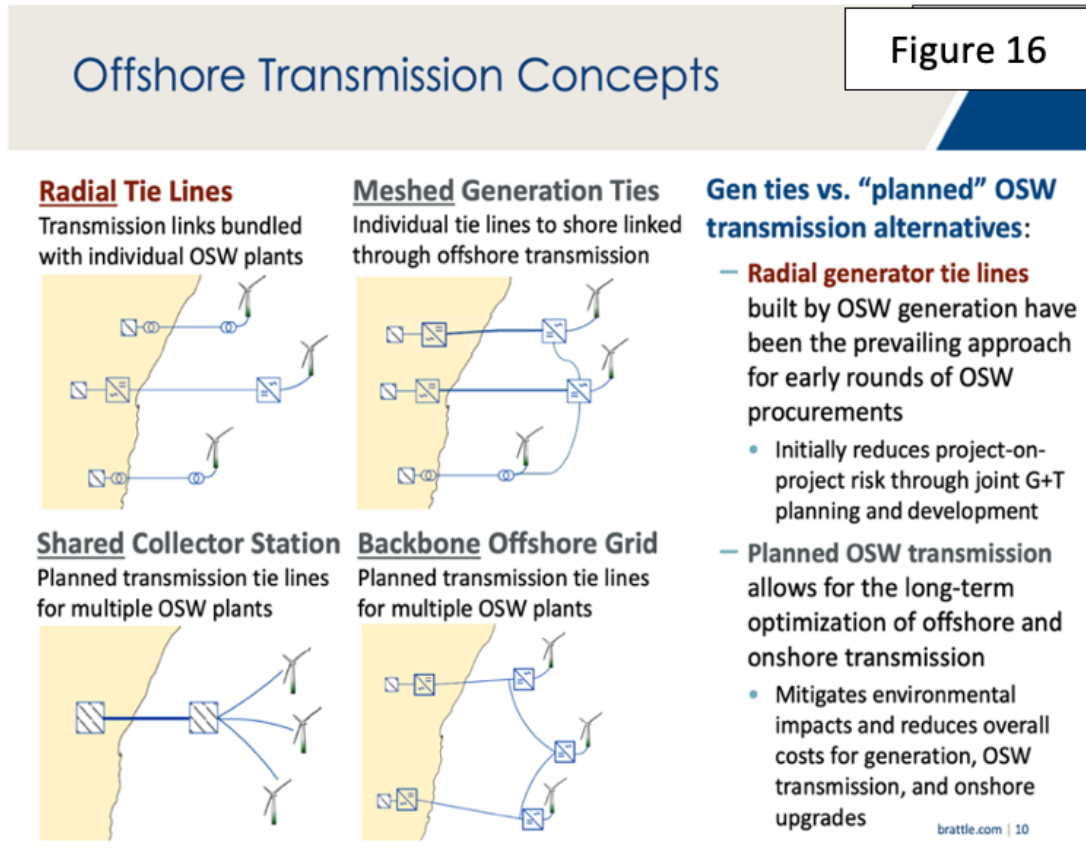 Figure 16
Offshore Transmission Concepts
Radial Tie Lines
Transmission links bundled
with individual OSW plants
Meshed Generation Ties
Individual tie lines to shore linked
through offshore transmission
Shared Collector Station
Planned transmission tie lines
for multiple OSW plants
Backbone Offshore Grid
Planned transmission tie lines
for multiple OSW plants
Gen ties vs. “planned” OSW
transmission alternatives:
— Radial generator tie lines
built by OSW generation have
been the prevailing approach
for early rounds of OSW
procurements
• Initially reduces project-on-
project risk through joint G+T
planning and development
— Planned OSW transmission
allows for the long-term
optimization of offshore and
onshore transmission
• Mitigates environmental
impacts and reduces overall
costs for generation, OSW
transmission, and onshore
upgrades
brattle.com | 10